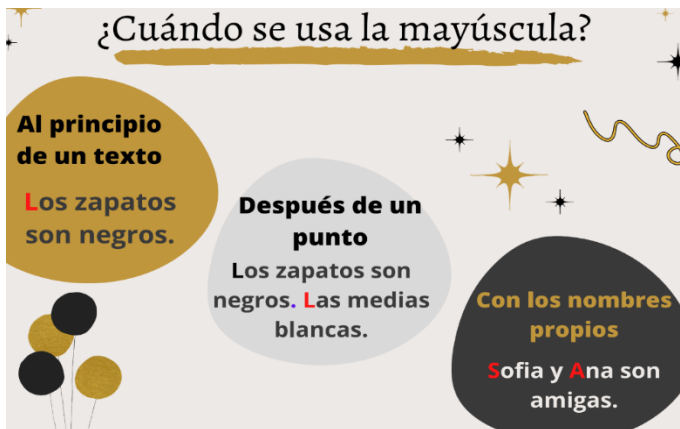 ¿Cuándo se usa la mayúscula?
Al principio
de un texto
Los zapatos
son negros.
Después de un
punto
Los zapatos son
negros. Las medias
blancas.
Con los nombres
propios
Sofia y Ana son
amigas.